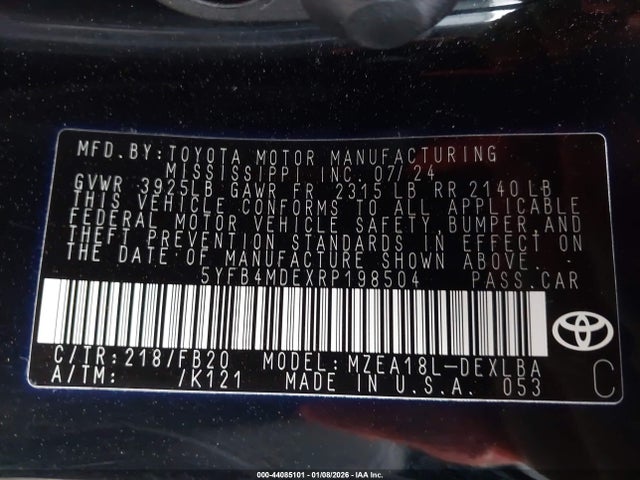 MFD.BY:TOYOTA MOTOR MANUFACTURING
MISSISSIPPI INC.07/24
GVWR 3925LB GAWR FR 2315LB RR 2140LB
THIS VEHICLE CONFORMS TO ALL APPLICABLE
FEDERAL MOTOR VEHICLE SAFETY,BUMPER,AND
THEFT PREVENTION STANDARDS IN EFFECT ON
THE DATE OF MANUFACTURE SHOWN ABOVE.
5YFB4MDEXRP198504 PASS.CAR
C/TR:218/FB20 MODEL:MZEA18L-DEXLBA
A/TM: /K121 MADE IN U.S.A. 053
TOYOTA
C
000-44085101 - 01/08/2026 - IAA Inc.